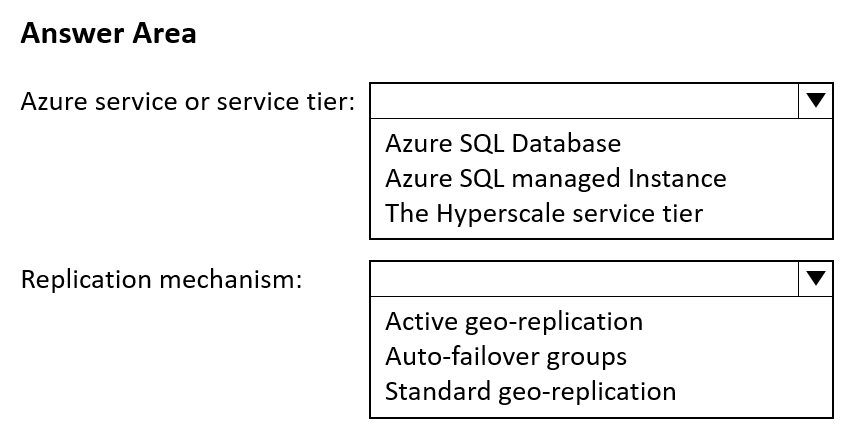 Answer Area
Azure service or service tier:
Azure SQL Database
Azure SQL managed Instance
The Hyperscale service tier
Replication mechanism:
Active geo-replication
Auto-failover groups
Standard geo-replication